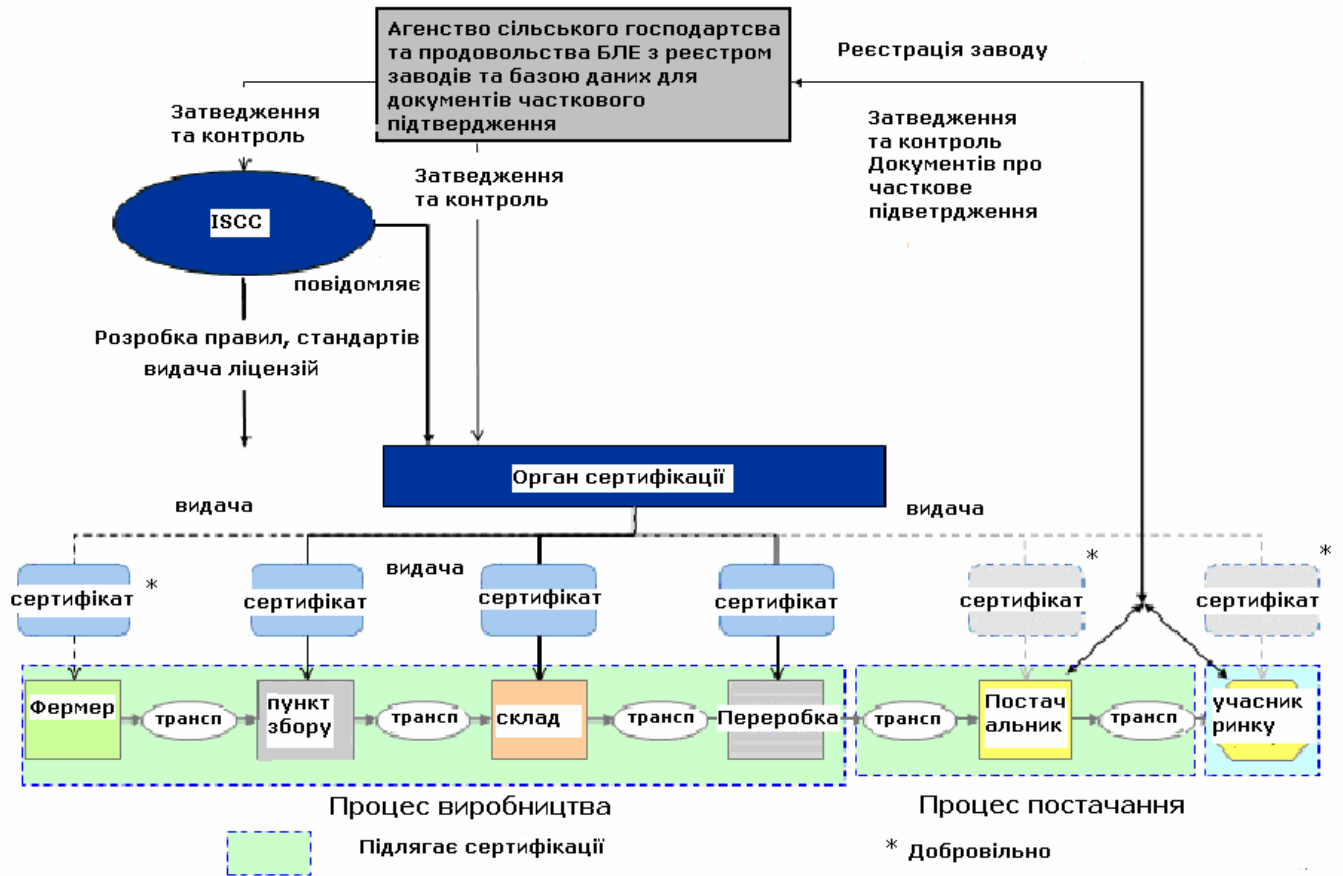 Агенство сільського господартсва
та продовольства БЛЕ з реєстром
заводів та базою даних для
документів часткового
підтвердження
Реєстрація заводу
Затведження
та контроль
Затведження
та контроль
Документів про
часткове
підветрдження
Затведження
та контроль
ISCC
повідомляє
Розробка правил, стандартів
видача ліцензій
Орган сертифікації
видача
видача
видача
сертифікат *
сертифікат
сертифікат
сертифікат
сертифікат *
сертифікат *
Фермер
трансп
пункт
збору
трансп
склад
трансп
Переробка
трансп
Постач
альник
трансп
учасник
ринку
Процес виробництва
Процес постачання
Підлягає сертифікації
* Добровільно